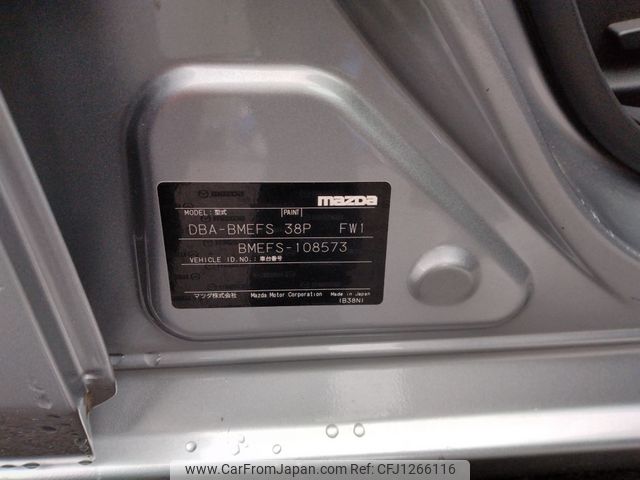 mazda
MODEL:型式 PAINT
DBA-BMEFS 38P FW1
BMEFS-108573
VEHICLE ID.NO.:車台番号
マツダ株式会社 Mazda Motor Corporation Made in Japan
(B38N)
www.CarFromJapan.com Ref: CFJ1266116